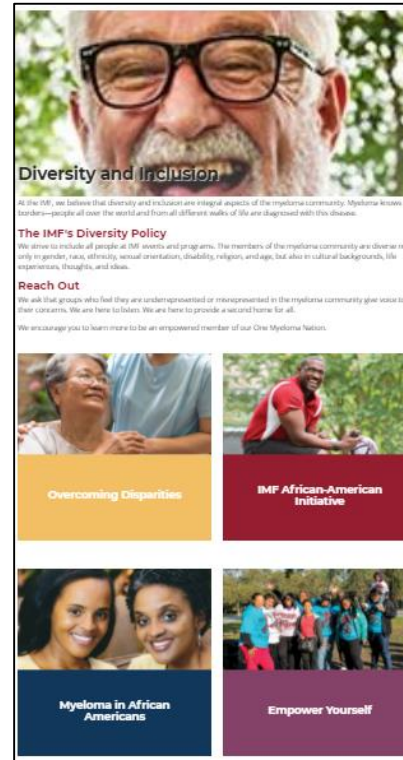 Diversity and Inclusion
At the IMF, we believe that diversity and inclusion are integral aspects of the myeloma community. Myeloma knows
borders—people all over the world and from all different walks of life are diagnosed with this disease.
The IMF's Diversity Policy
We strive to include all people at IMF events and programs. The members of the myeloma community are diverse
only in gender, race, ethnicity, sexual orientation, disability, religion, and age, but also in cultural backgrounds, life
experiences, thoughts, and ideas.
Reach Out
We ask that groups who feel they are underrepresented or misrepresented in the myeloma community give voice to
their concerns. We are here to listen. We are here to provide a second home for all.
We encourage you to learn more to be an empowered member of our One Myeloma Nation.
Overcoming Disparities
IMF African-American
Initiative
Myeloma in African
Americans
Empower Yourself